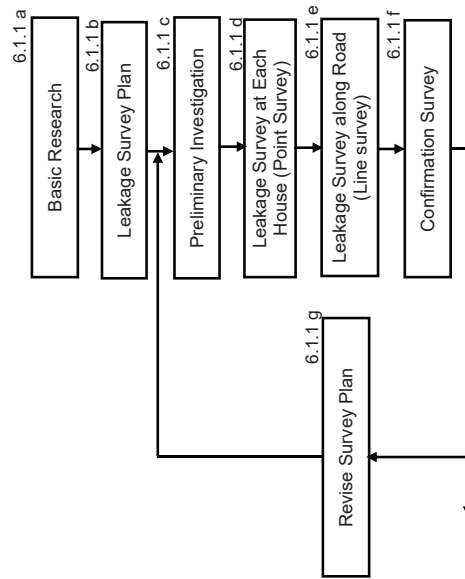 6.1.1 a
Basic Research
6.1.1 b
Leakage Survey Plan
6.1.1 c
Preliminary Investigation
6.1.1 d
Leakage Survey at Each
House (Point Survey)
6.1.1 e
Leakage Survey along Road
(Line survey)
6.1.1 f
Confirmation Survey
6.1.1 g
Revise Survey Plan